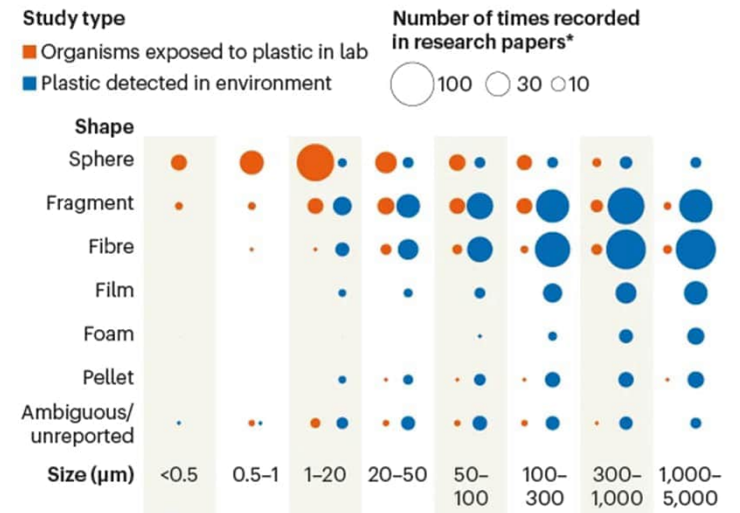 Study type
Organisms exposed to plastic in lab
Plastic detected in environment
Number of times recorded
in research papers*
100 30 10
Shape
Sphere
Fragment
Fibre
Film
Foam
Pellet
Ambiguous/
unreported
Size (μm) <0.5 0.5–1 1–20 20–50 50– 100– 300– 1,000–
100 300 1,000 5,000